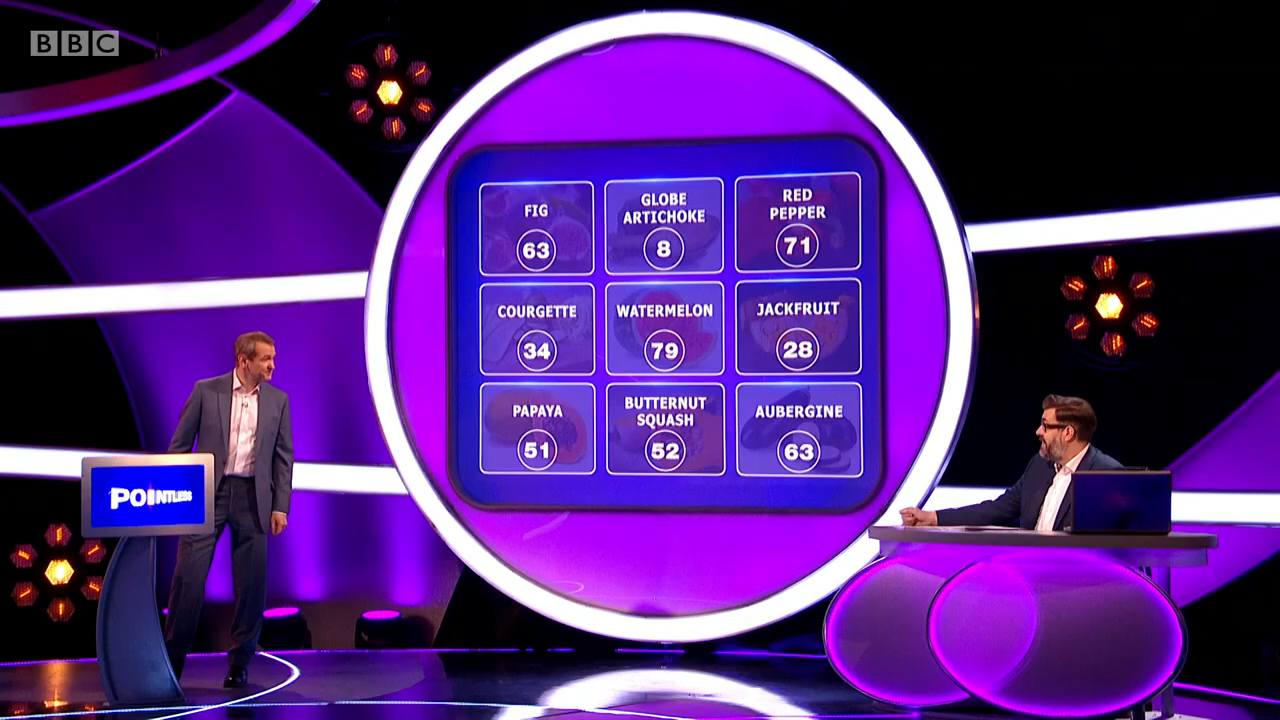 BBC
FIG
63
GLOBE
ARTICHOKE
8
RED
PEPPER
71
COURGETTE
34
WATERMELON
79
JACKFRUIT
28
PAPAYA
51
BUTTERNUT
SQUASH
52
AUBERGINE
63
POINTLESS